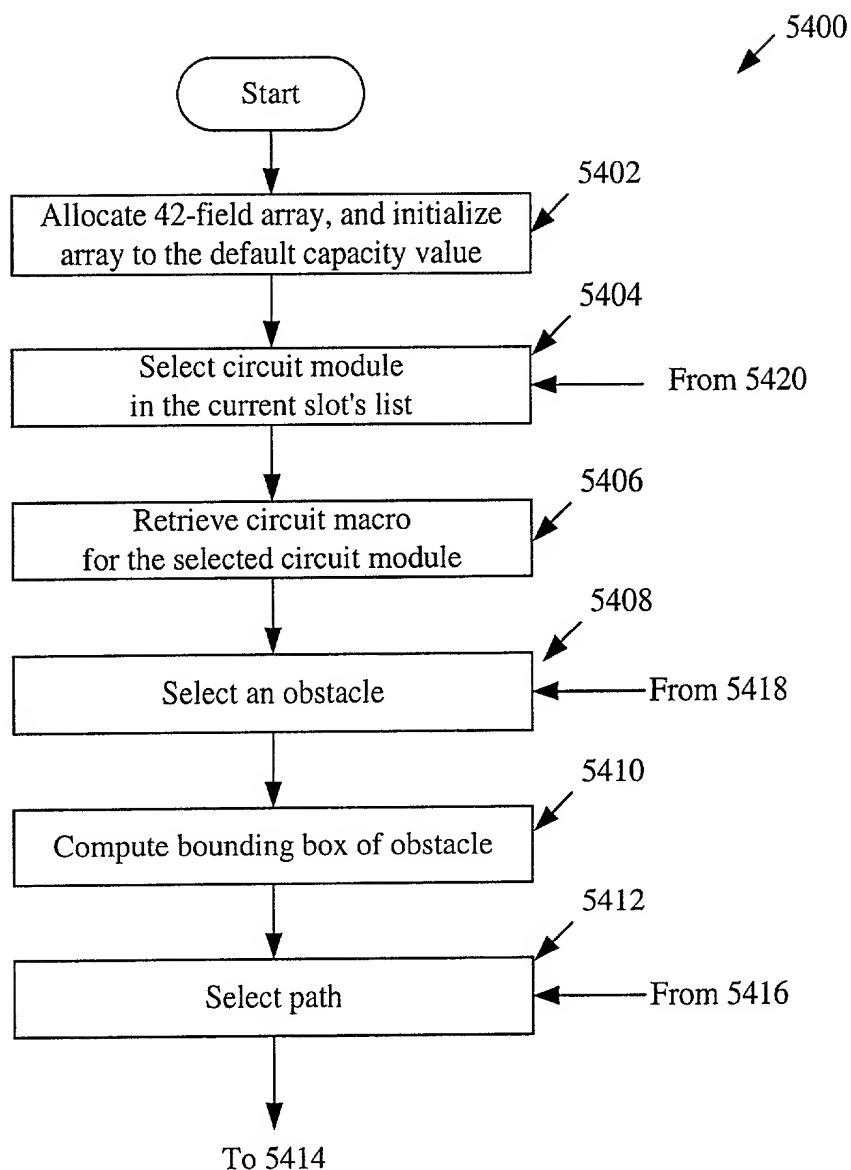 5400
Start
5402
Allocate 42-field array, and initialize
array to the default capacity value
5404
Select circuit module
in the current slot's list
From 5420
5406
Retrieve circuit macro
for the selected circuit module
5408
Select an obstacle
From 5418
5410
Compute bounding box of obstacle
5412
Select path
From 5416
To 5414